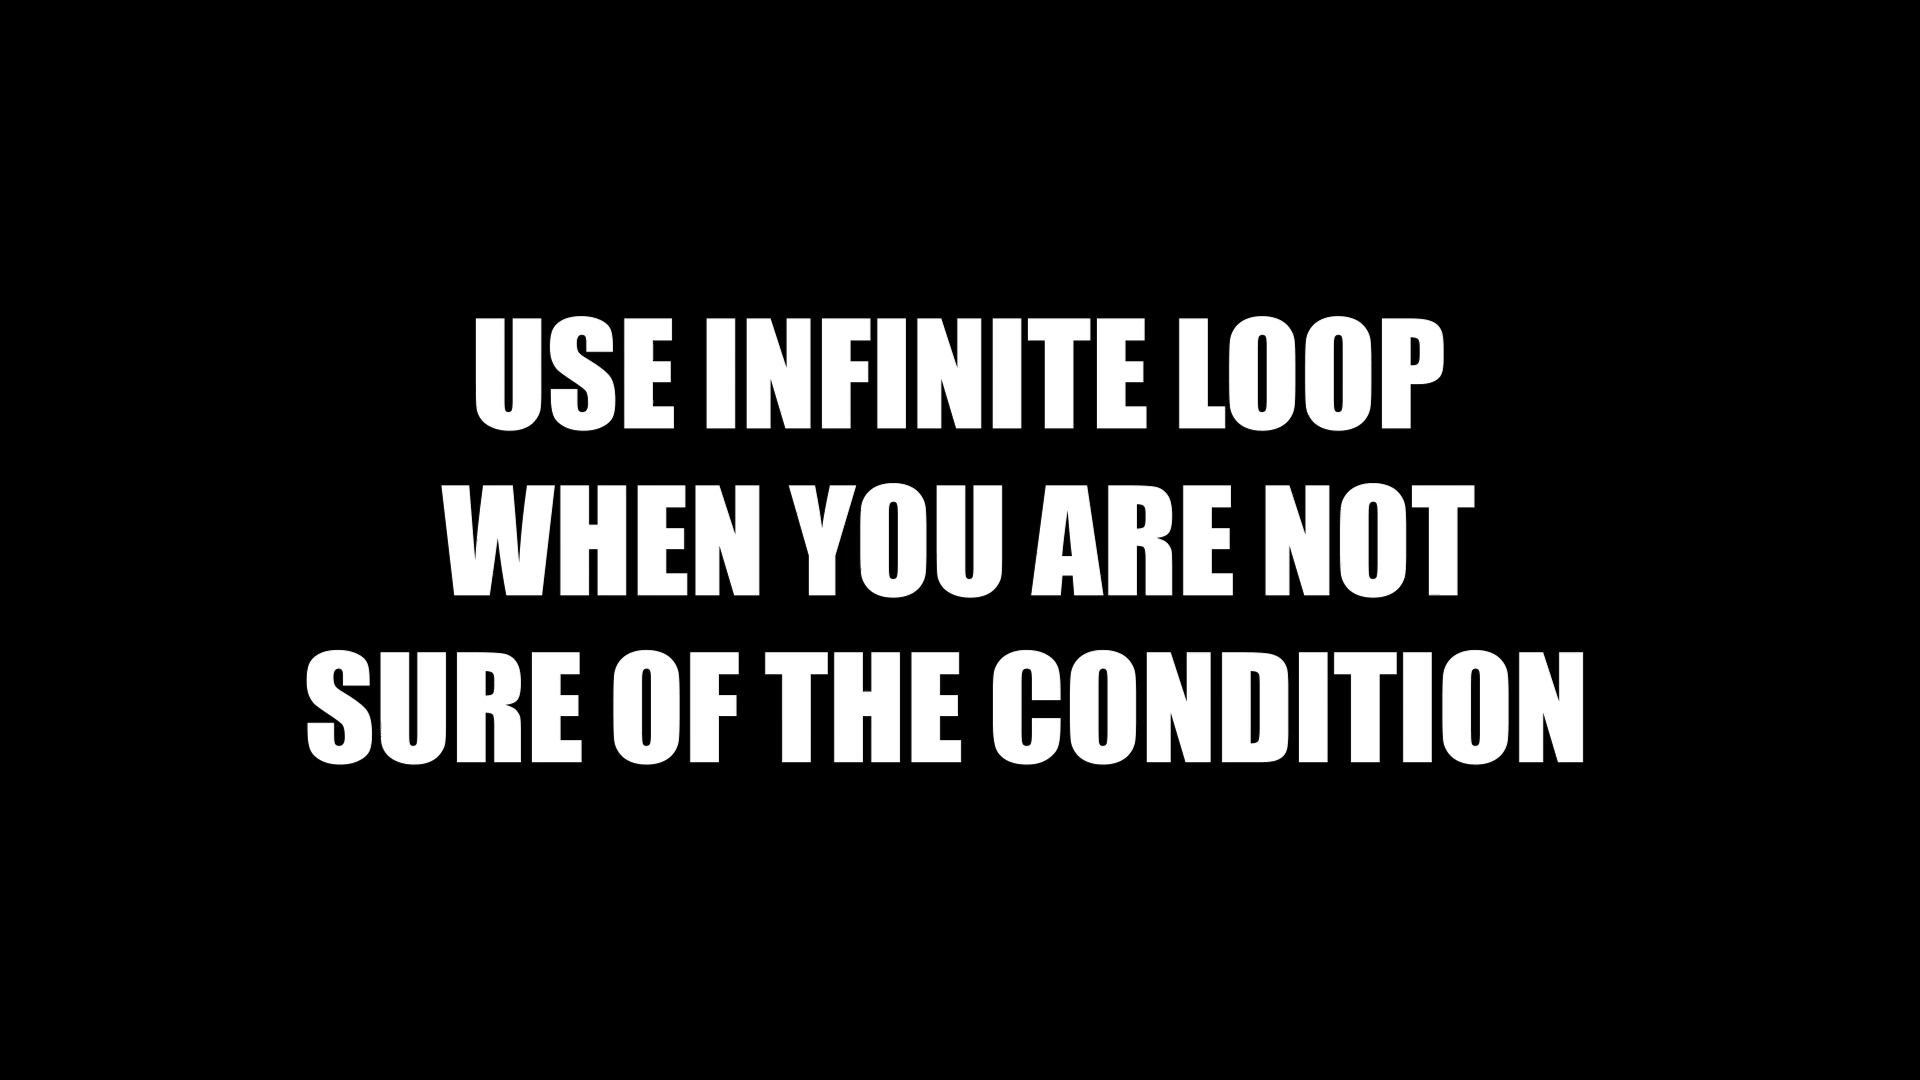 USE INFINITE LOOP
WHEN YOU ARE NOT
SURE OF THE CONDITION